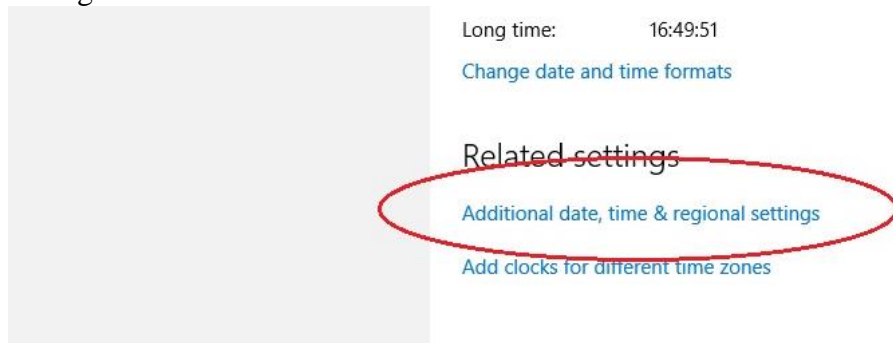 Long time: 16:49:51
Change date and time formats
Related settings
Additional date, time & regional settings
Add clocks for different time zones